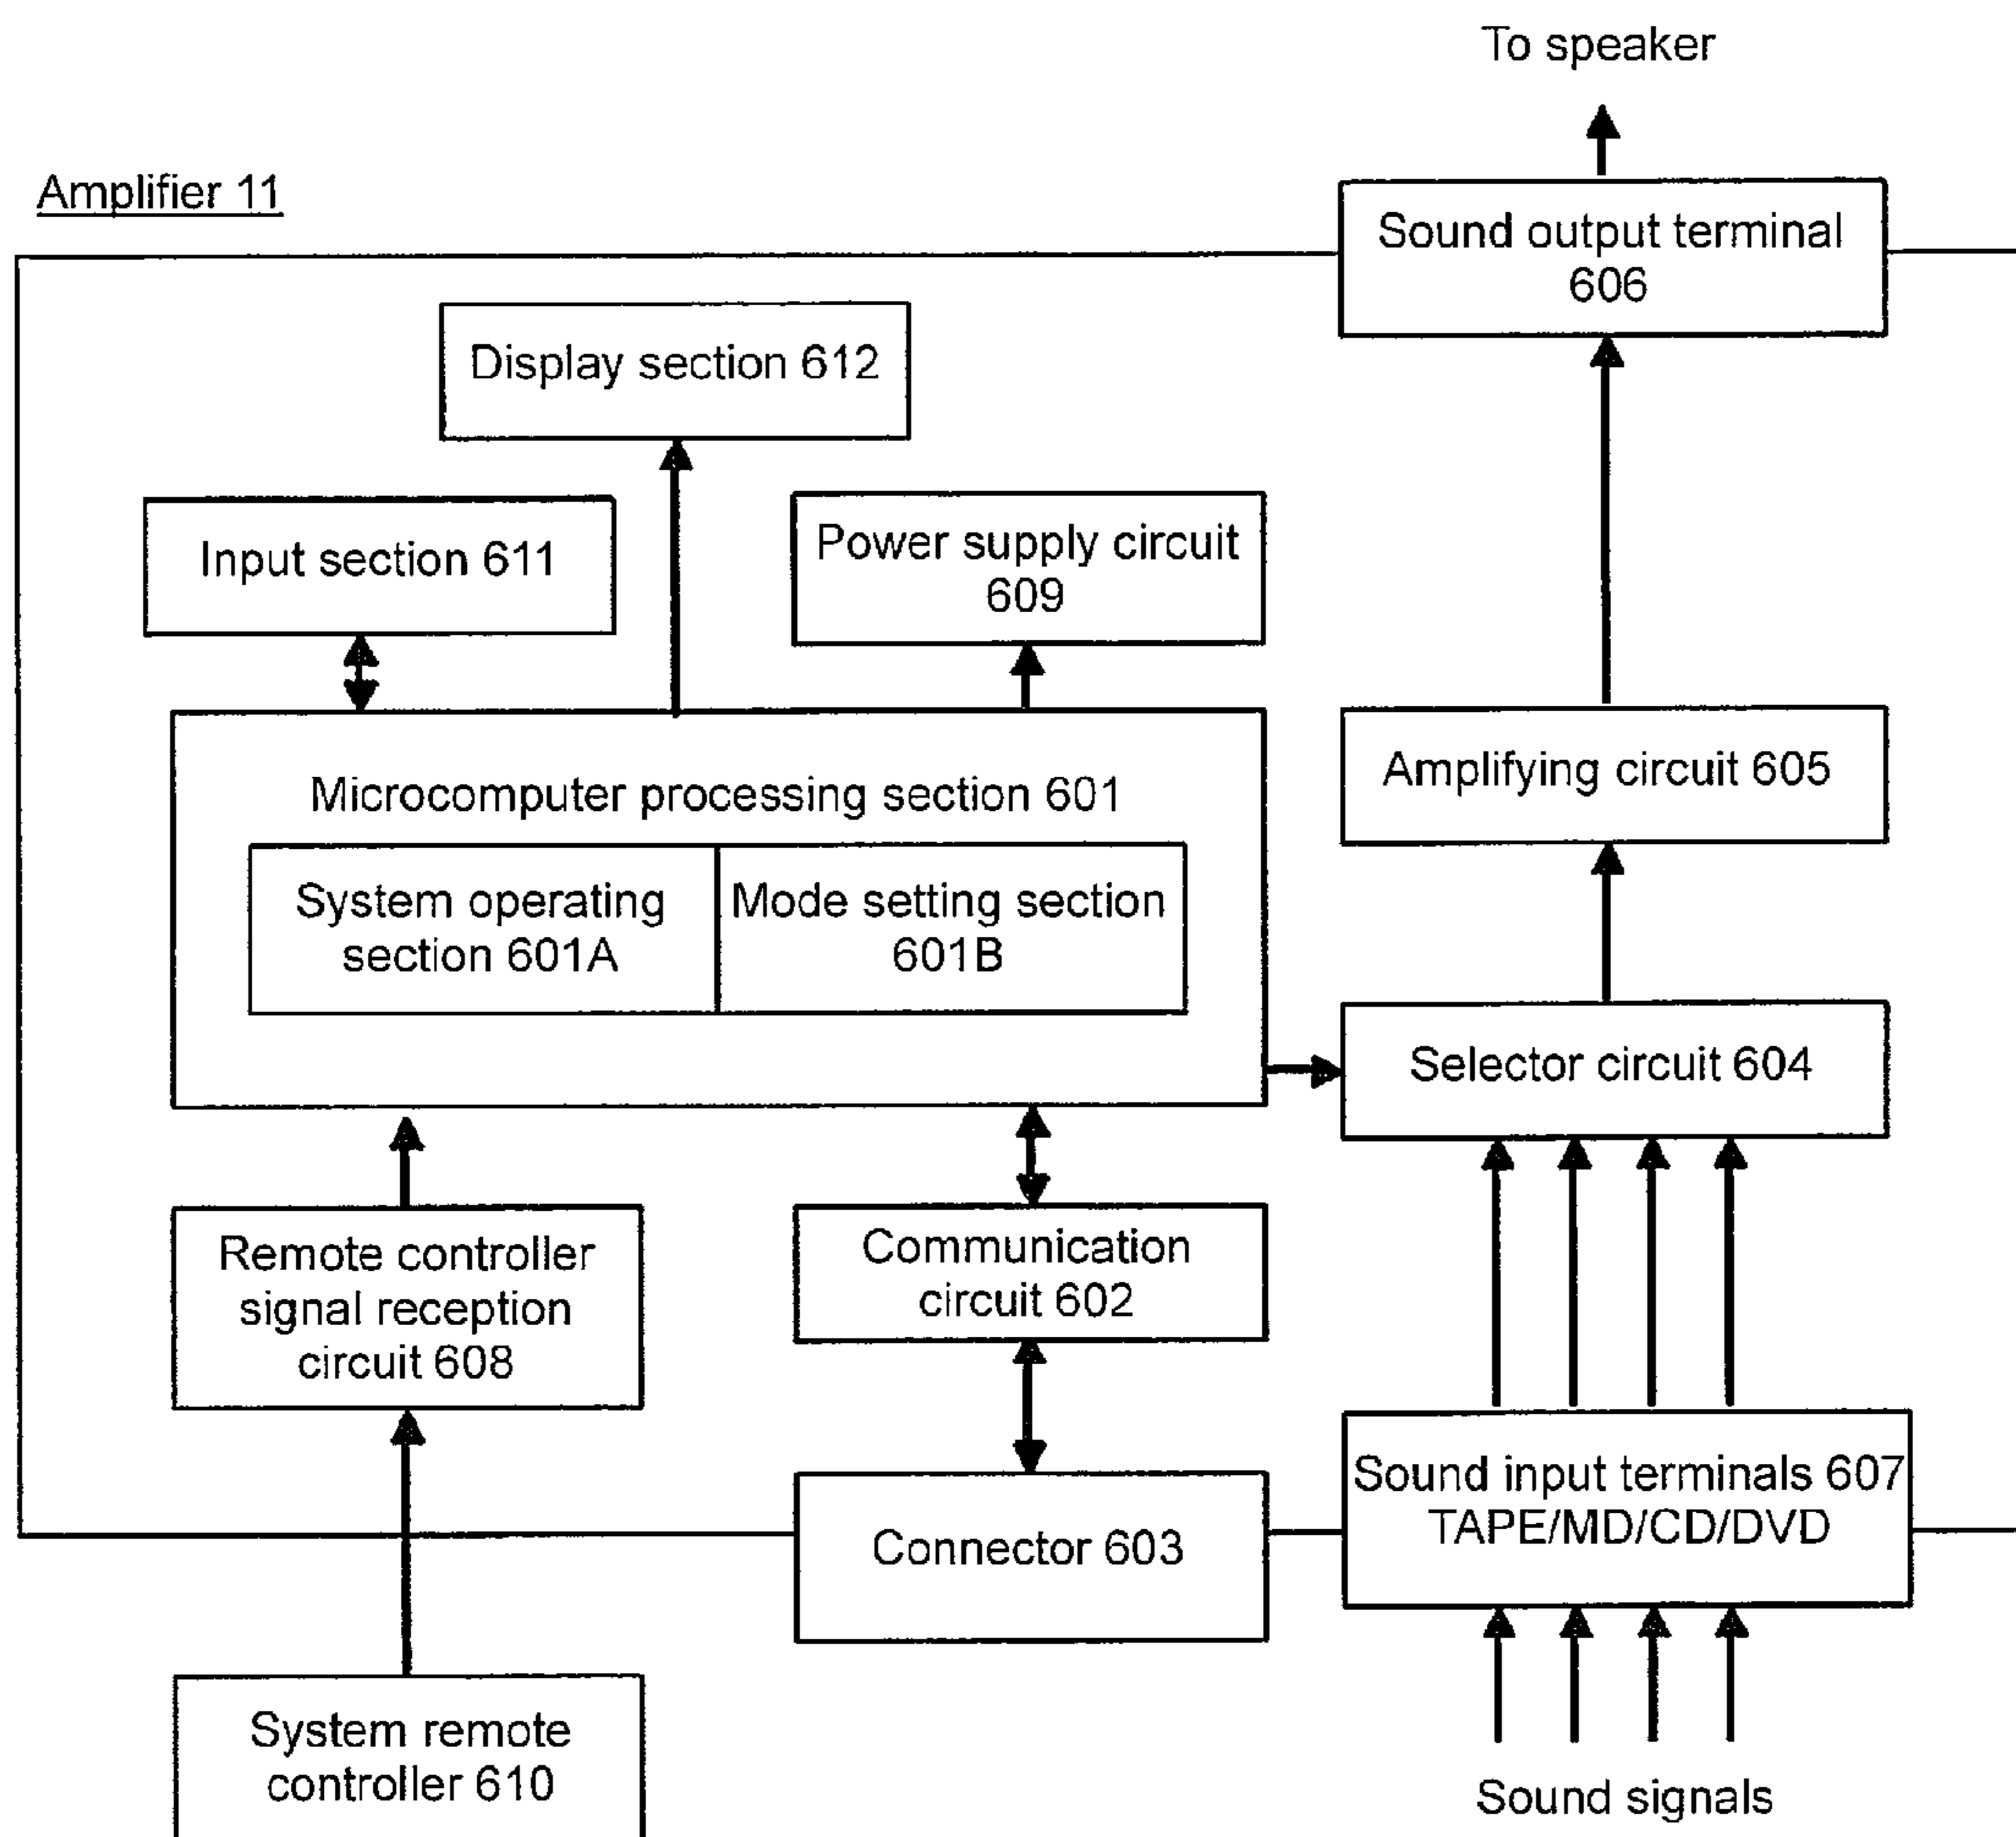 To speaker
Amplifier 11
Sound output terminal
606
Display section 612
Input section 611
Power supply circuit
609
Microcomputer processing section 601
System operating
section 601A
Mode setting section
601B
Amplifying circuit 605
Selector circuit 604
Remote controller
signal reception
circuit 608
Communication
circuit 602
Connector 603
Sound input terminals 607
TAPE/MD/CD/DVD
System remote
controller 610
Sound signals